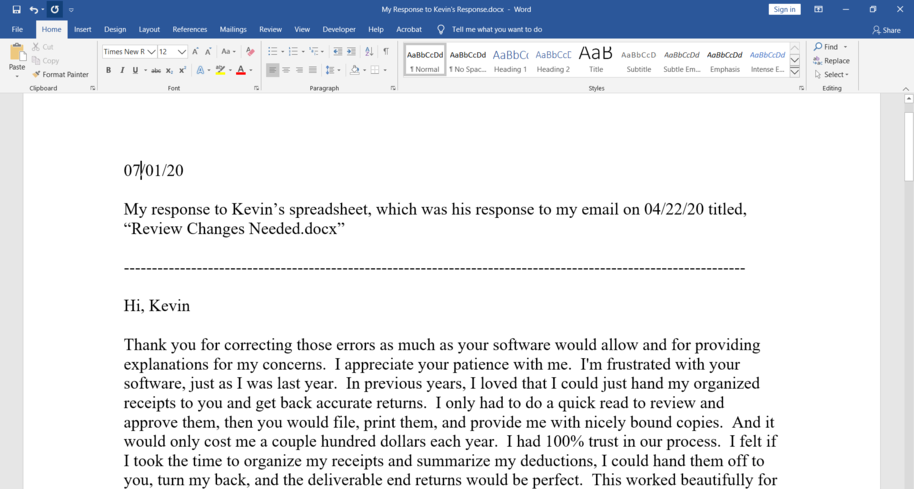 My Response to Kevin's Response.docx - Word
Sign in
File Home Insert Design Layout References Mailings Review View Developer Help Acrobat Tell me what you want to do Share
Paste
Cut
Copy
Format Painter
Clipboard
Times New R 12
Font
Paragraph
AaBbCcDd AaBbCcDd AaBbCc AaBbCcC AaB AaBbCcD AaBbCcDd AaBbCcDd AaBbCcDd
¶ Normal ¶ No Spac... Heading 1 Heading 2 Title Subtitle Subtle Em... Emphasis Intense E...
Styles
Find
Replace
Select
Editing
07/01/20
My response to Kevin’s spreadsheet, which was his response to my email on 04/22/20 titled,
“Review Changes Needed.docx”
----------------------------------------------------------------------------------------------------------------
Hi, Kevin
Thank you for correcting those errors as much as your software would allow and for providing
explanations for my concerns.  I appreciate your patience with me.  I'm frustrated with your
software, just as I was last year.  In previous years, I loved that I could just hand my organized
receipts to you and get back accurate returns.  I only had to do a quick read to review and
approve them, then you would file, print them, and provide me with nicely bound copies.  And it
would only cost me a couple hundred dollars each year.  I had 100% trust in our process.  I felt if
I took the time to organize my receipts and summarize my deductions, I could hand them off to
you, turn my back, and the deliverable end returns would be perfect.  This worked beautifully for